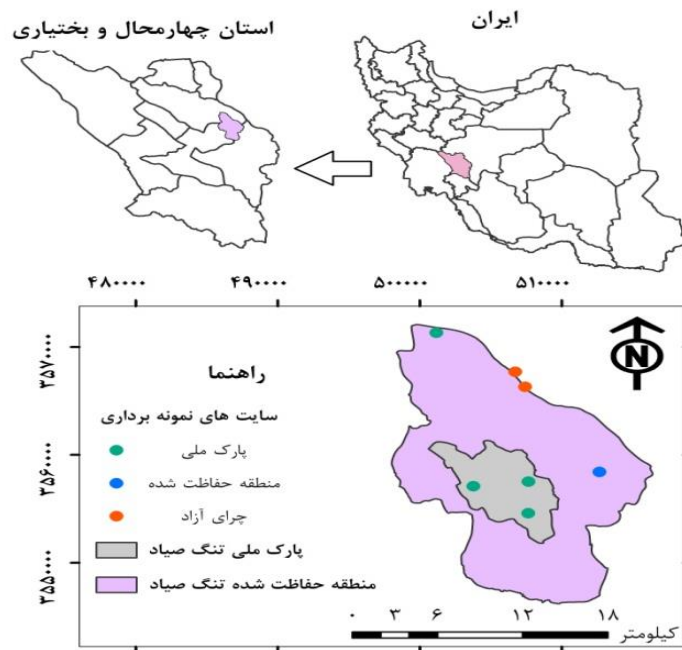 ایران
استان چهارمحال و بختیاری
۴۸۰۰۰۰ ۴۹۰۰۰۰ ۵۰۰۰۰۰ ۵۱۰۰۰۰
۳۵۷۰۰۰۰
۳۵۶۰۰۰۰
۳۵۵۰۰۰۰
N
راهنما
سایت های نمونه برداری
پارک ملی
منطقه حفاظت شده
چرای آزاد
پارک ملی تنگ صیاد
منطقه حفاظت شده تنگ صیاد
۰ ۳ ۶ ۱۲ ۱۸
کیلومتر